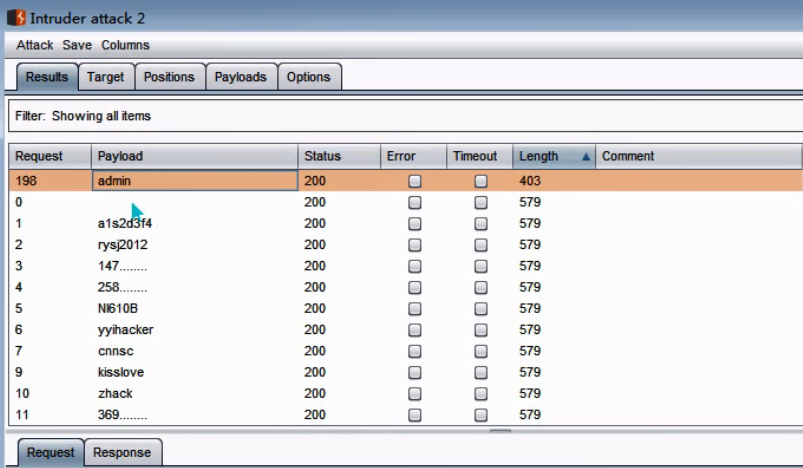 Intruder attack 2
Attack Save Columns
Results Target Positions Payloads Options
Filter: Showing all items
Request Payload Status Error Timeout Length Comment
198 admin 200 403
0 200 579
1 a1s2d3f4 200 579
2 rysj2012 200 579
3 147........ 200 579
4 258........ 200 579
5 NI610B 200 579
6 yyihacker 200 579
7 cnnsc 200 579
9 kisslove 200 579
10 zhack 200 579
11 369........ 200 579
Request Response